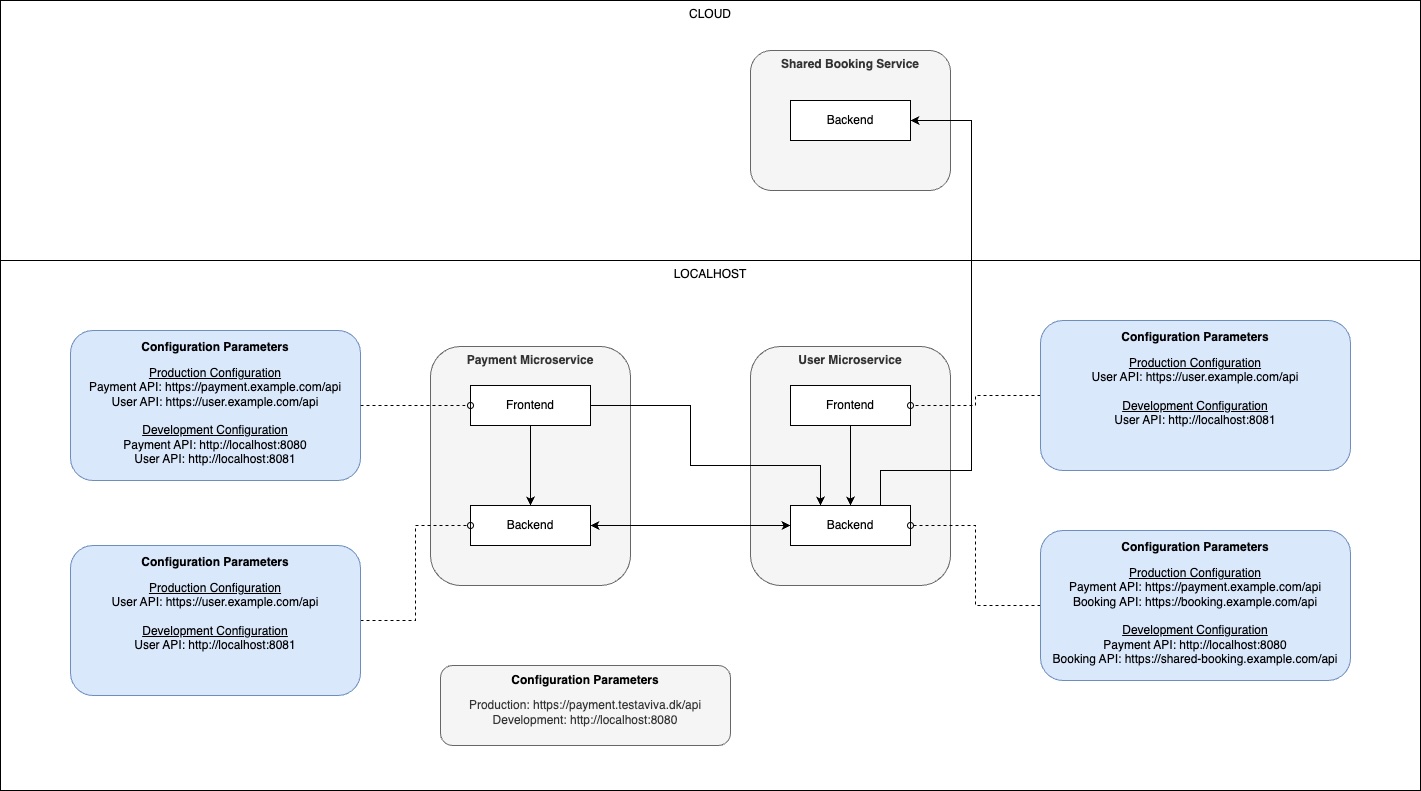 CLOUD
Shared Booking Service
Backend
LOCALHOST
Configuration Parameters
Production Configuration
Payment API: https://payment.example.com/api
User API: https://user.example.com/api
Development Configuration
Payment API: http://localhost:8080
User API: http://localhost:8081
Payment Microservice
Frontend
Backend
User Microservice
Frontend
Backend
Configuration Parameters
Production Configuration
User API: https://user.example.com/api
Development Configuration
User API: http://localhost:8081
Configuration Parameters
Production Configuration
User API: https://user.example.com/api
Development Configuration
User API: http://localhost:8081
Configuration Parameters
Production Configuration
Payment API: https://payment.example.com/api
Booking API: https://booking.example.com/api
Development Configuration
Payment API: http://localhost:8080
Booking API: https://shared-booking.example.com/api
Configuration Parameters
Production: https://payment.testaviva.dk/api
Development: http://localhost:8080